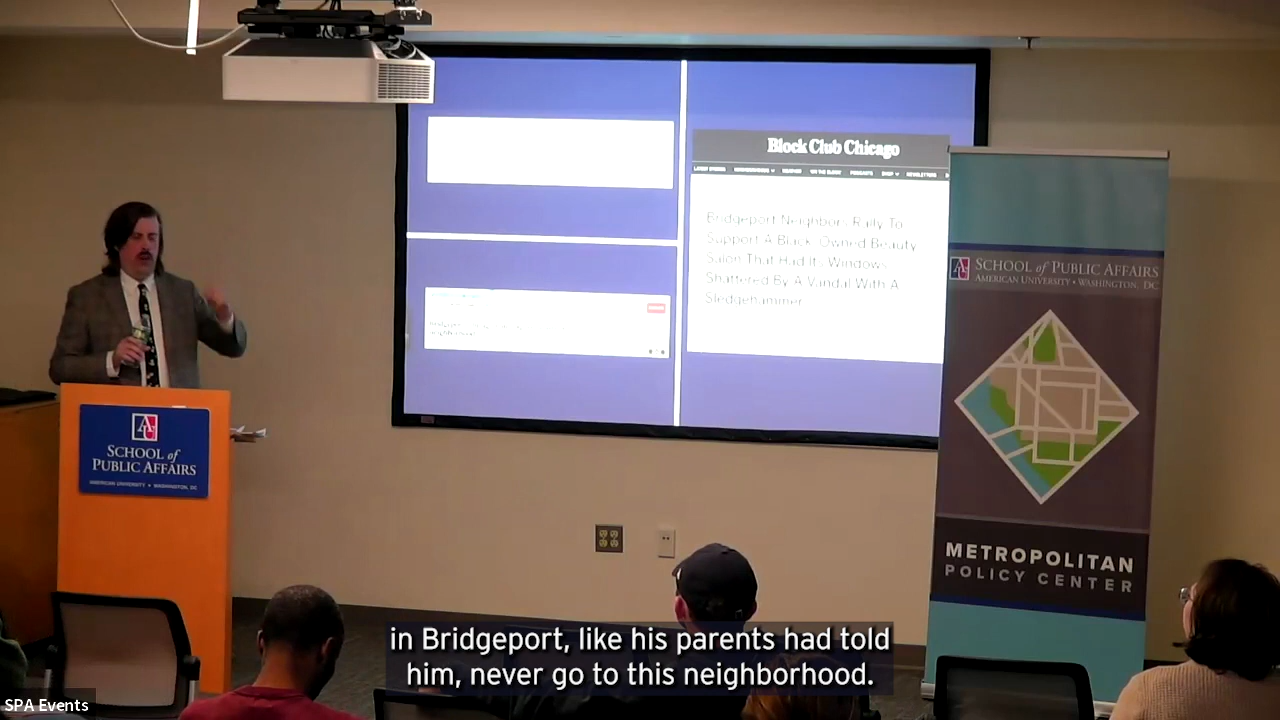 Block Club Chicago
Bridgeport Neighbors Rally To
Support A Black-Owned Beauty
Salon That Had Its Windows
Shattered By A Vandal With A
Sledgehammer
SCHOOL of PUBLIC AFFAIRS
AMERICAN UNIVERSITY • WASHINGTON, DC
METROPOLITAN
POLICY CENTER
SCHOOL of
PUBLIC AFFAIRS
AMERICAN UNIVERSITY • WASHINGTON, DC
in Bridgeport, like his parents had told
him, never go to this neighborhood.
SPA Events